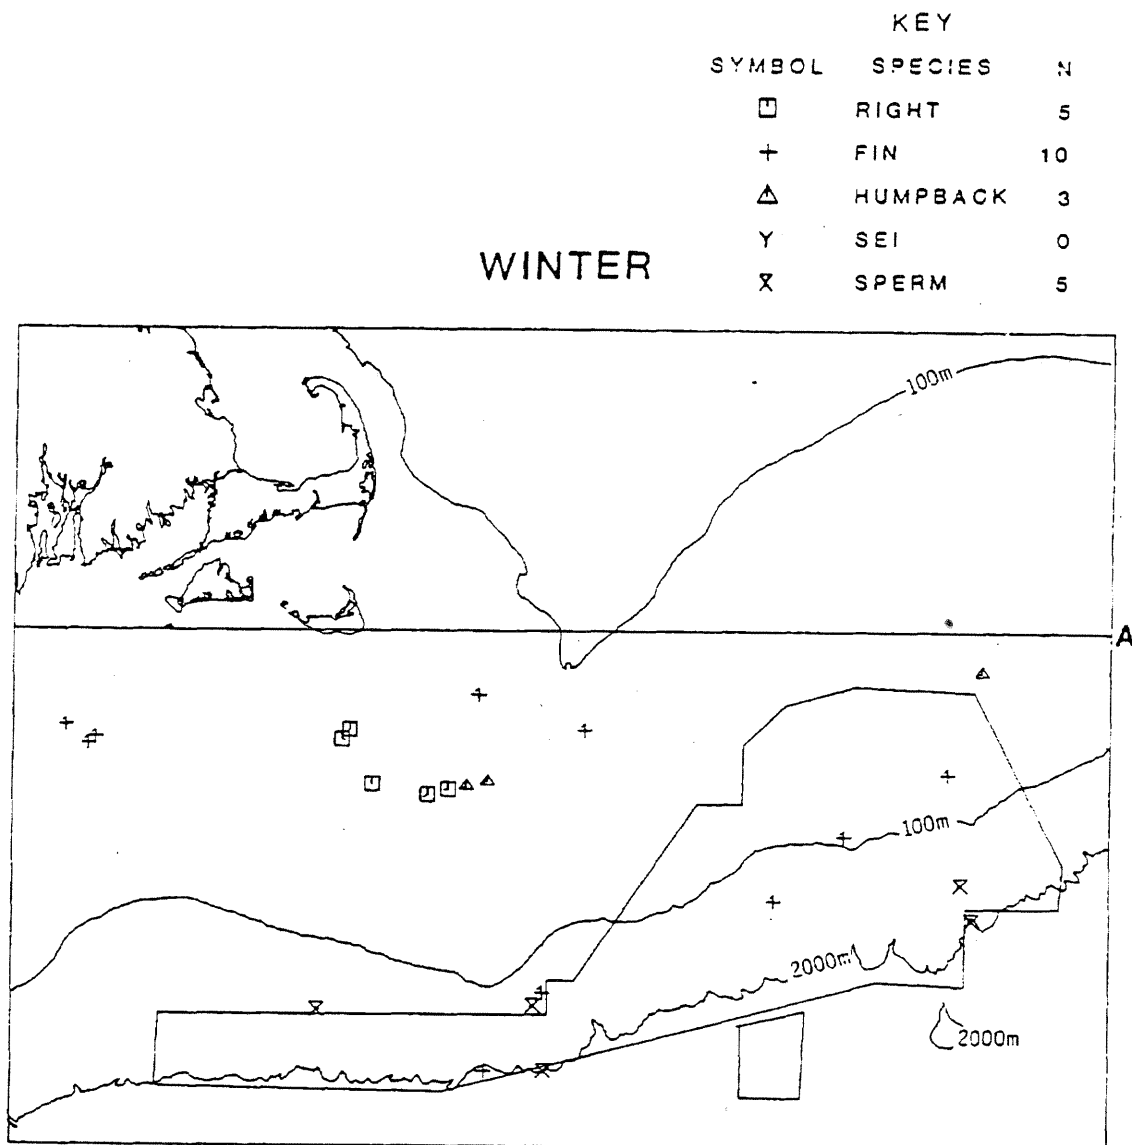 KEY
SYMBOL SPECIES N
RIGHT 5
+ FIN 10
HUMPBACK 3
Y SEI 0
SPERM 5
WINTER
100m
A
100m
2000m
2000m